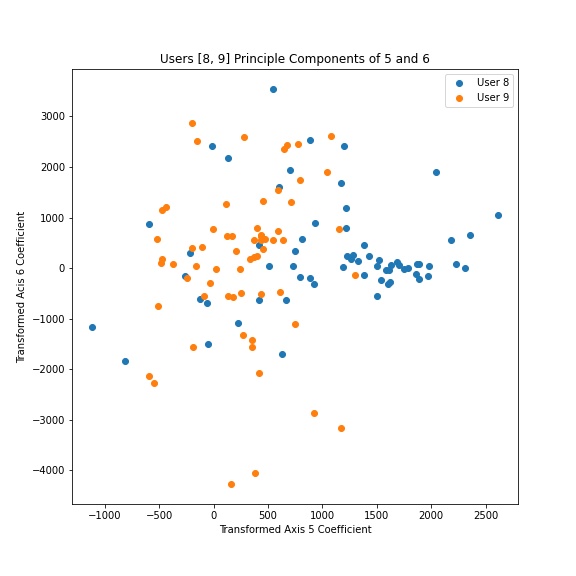 Users [8, 9] Principle Components of 5 and 6
User 8
User 9
Transformed Acis 6 Coefficient
3000
2000
1000
0
−1000
−2000
−3000
−4000
−1000 −500 0 500 1000 1500 2000 2500
Transformed Axis 5 Coefficient